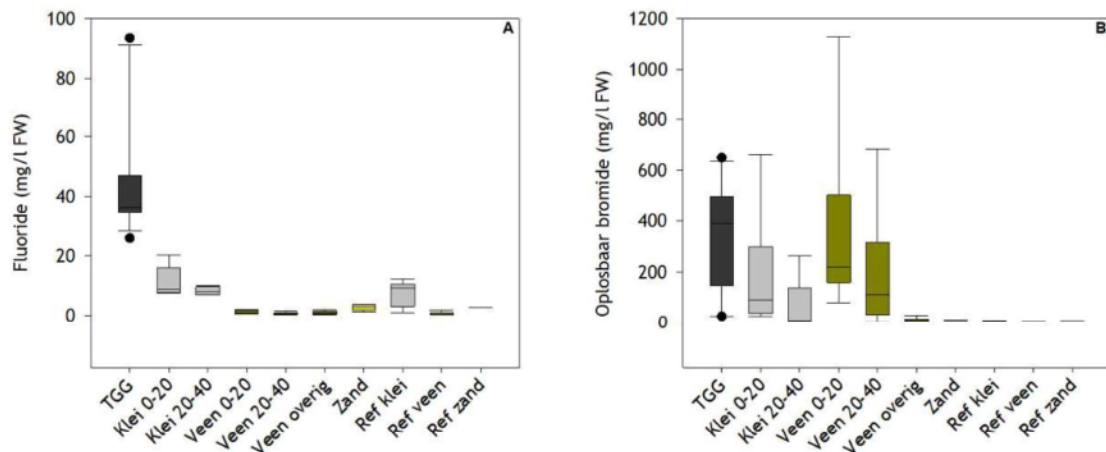 A
Fluoride (mg/l FW)
100
80
60
40
20
0
TGG
Klei 0-20
Klei 20-40
Veen 0-20
Veen 20-40
Veen overig
Zand
Ref klei
Ref veen
Ref zand
B
Oplosbaar bromide (mg/l FW)
1200
1000
800
600
400
200
0
TGG
Klei 0-20
Klei 20-40
Veen 0-20
Veen 20-40
Veen overig
Zand
Ref klei
Ref veen
Ref zand